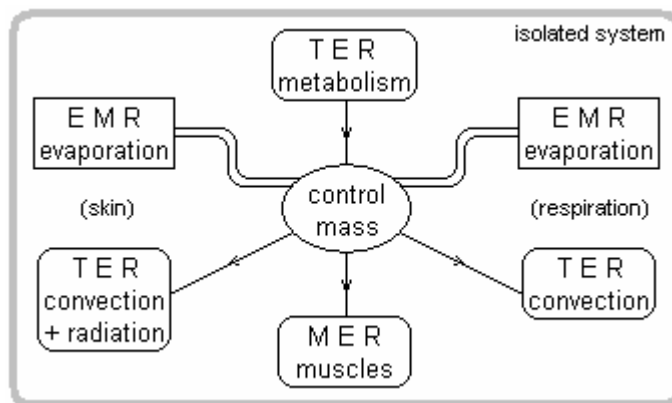 isolated system
T E R
metabolism
E M R
evaporation
E M R
evaporation
control
mass
(skin)
(respiration)
T E R
convection
+ radiation
M E R
muscles
T E R
convection